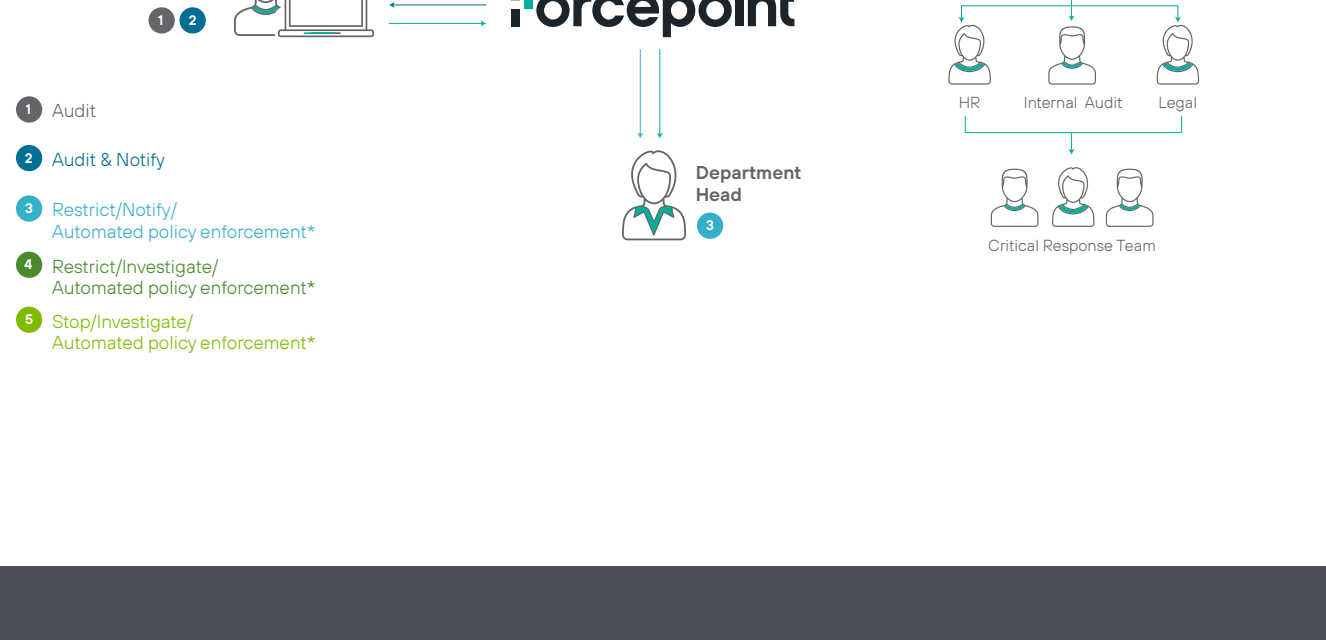 1 2
Forcepoint
HR Internal Audit Legal
1 Audit
2 Audit & Notify
Department
Head
3
3 Restrict/Notify/
Automated policy enforcement*
Critical Response Team
4 Restrict/Investigate/
Automated policy enforcement*
5 Stop/Investigate/
Automated policy enforcement*